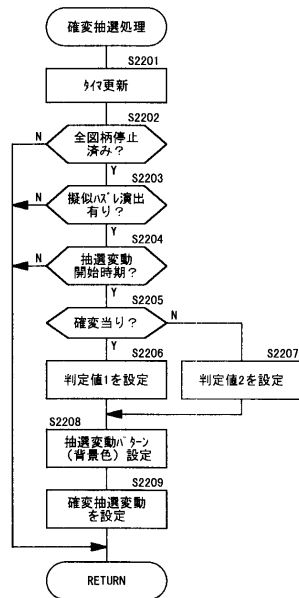 確変抽選処理
S2201
ﾀｲﾏ更新
S2202
全図柄停止
済み？
N
Y
S2203
擬似ﾊｽﾞﾚ演出
有り？
N
Y
S2204
抽選変動
開始時期？
N
Y
S2205
確変当り？
N
Y
S2206
判定値1を設定
S2207
判定値2を設定
S2208
抽選変動ﾊﾟﾀｰﾝ
（背景色）設定
S2209
確変抽選変動
を設定
RETURN